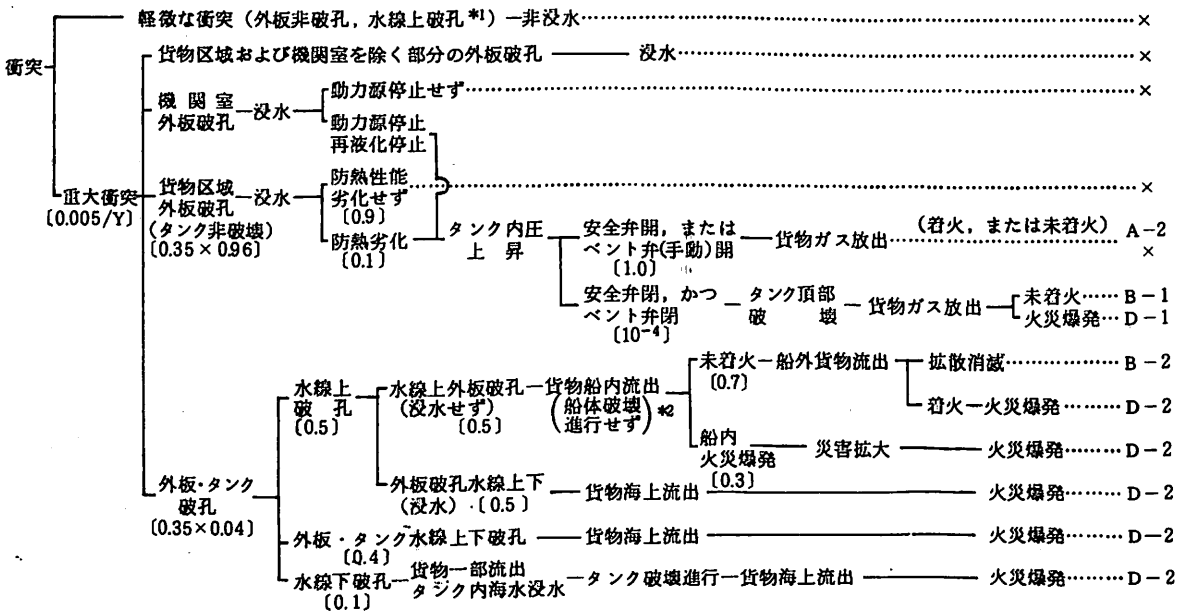 軽微な衝突(外板非破孔,水線上破孔*1)—非浸水……×
衝突
貨物区域および機関室を除く部分の外板破孔 —— 浸水……×
機関室
外板破孔
浸水
動力源停止せず……×
動力源停止
再液化停止
重大衝突
〔0.005/Y〕
貨物区域
外板破孔
(タンク非破壊)
〔0.35×0.96〕
浸水
防熱性能
劣化せず……×
〔0.9〕
防熱劣化
〔0.1〕
タンク内圧
上昇
安全弁開,または
ベント弁(手動)開
〔1.0〕
貨物ガス放出……(着火,または未着火) A-2
×
安全弁閉,かつ
ベント弁閉
〔10⁻⁴〕
タンク頂部
破壊
貨物ガス放出
未着火……B-1
火災爆発……D-1
外板・タンク
破孔
〔0.35×0.04〕
水線上
破孔
〔0.5〕
水線上外板破孔—貨物船内流出
(浸水せず)
〔0.5〕
(船体破壊
進行せず)*2
未着火—船外貨物流出
〔0.7〕
拡散消滅……B-2
着火—火災爆発……D-2
船内
火災爆発
〔0.3〕
災害拡大 —— 火災爆発……D-2
外板破孔水線上下
(浸水)・〔0.5〕
貨物海上流出 —— 火災爆発……D-2
外板・タンク水線上下破孔 — 貨物海上流出 —— 火災爆発……D-2
〔0.4〕
水線下破孔
〔0.1〕
貨物一部流出
タンク内海水浸水
タンク破壊進行—貨物海上流出 —— 火災爆発……D-2